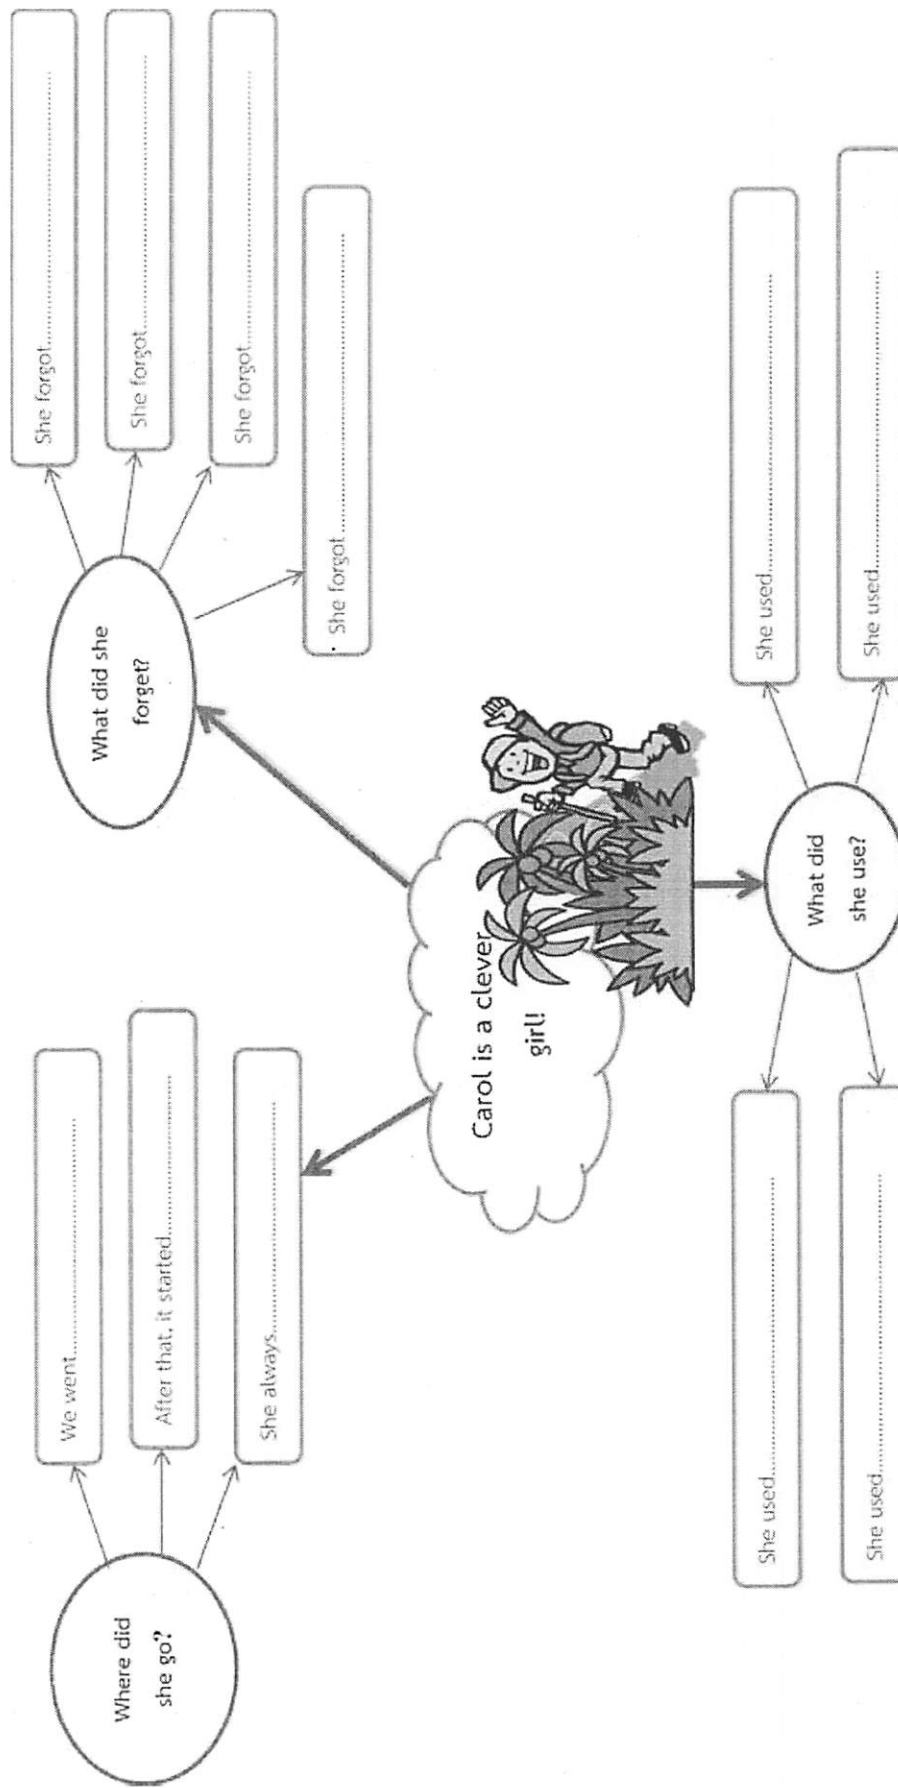 Where did
she go?
We went........................................
After that, it started........................................
She always........................................
What did she
forget?
She forgot........................................
She forgot........................................
She forgot........................................
She forgot........................................
Carol is a clever
girl!
What did
she use?
She used........................................
She used........................................
She used........................................
She used........................................